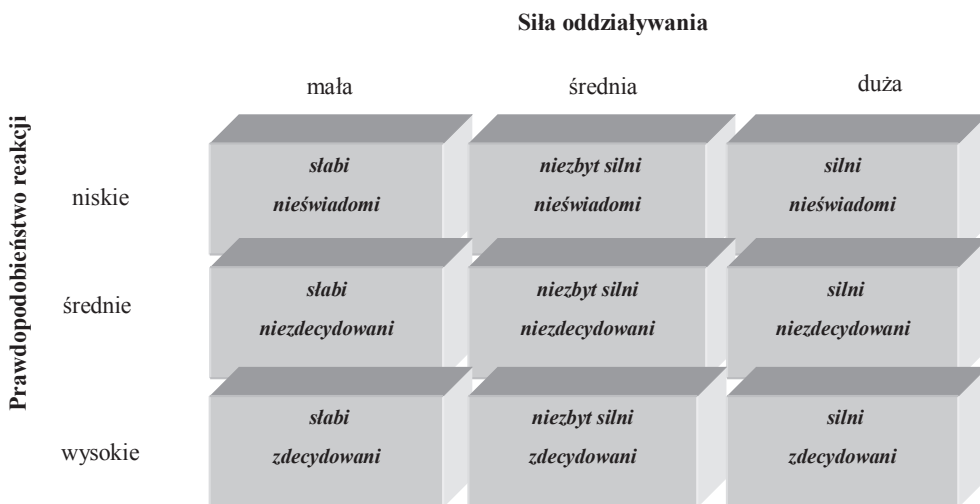 Siła oddziaływania
mała średnia duża
Prawdopodobieństwo reakcji
niskie
słabi niezbyt silni silni
nieświadomi nieświadomi nieświadomi
średnie
słabi niezbyt silni silni
niezdecydowani niezdecydowani niezdecydowani
wysokie
słabi niezbyt silni silni
zdecydowani zdecydowani zdecydowani